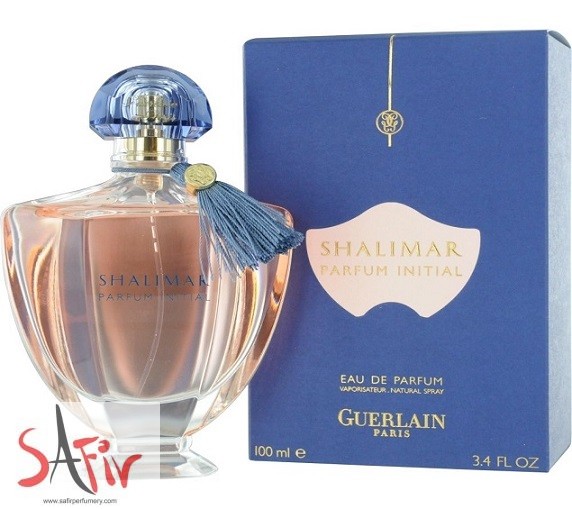 SHALIMAR
PARFUM INITIAL
SHALIMAR
PARFUM INITIAL
EAU DE PARFUM
VAPORISATEUR . NATURAL SPRAY
GUERLAIN
PARIS
100 ml e 3.4 FL OZ
SAFir
www.safirperfumery.com